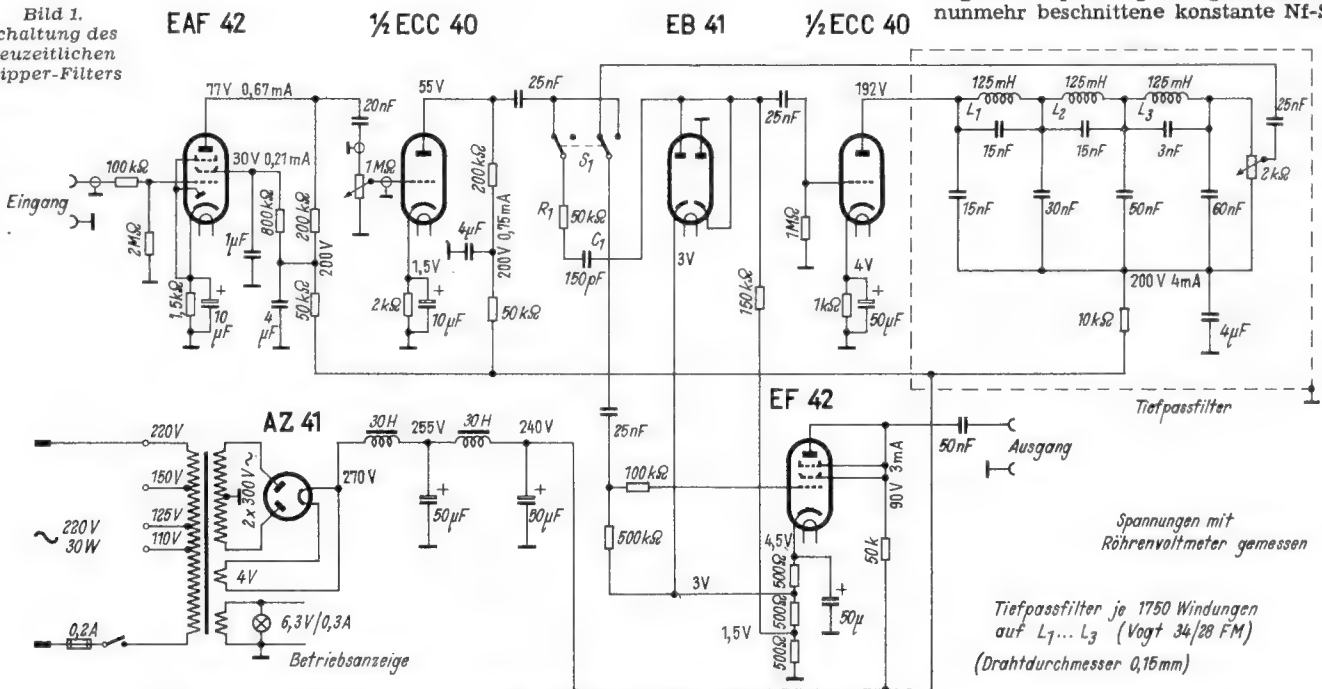 Bild 1.
chaltung des
euzeitlichen
ipper-Filters
EAF 42
½ ECC 40
EB 41
½ ECC 40
nunmehr beschnittene konstante Nf-S
77V 0,67mA
20nF
55V
25nF
25nF
192V
125mH
125mH
125mH
L1
L2
L3
15nF
15nF
3nF
25nF
100kΩ
30V 0,21mA
1MΩ
200kΩ
S1
2kΩ
Eingang
2MΩ
1µF
800kΩ
200kΩ
200V
4µF
200V 0,75mA
R1
50kΩ
C1
150pF
3V
1MΩ
15nF
30nF
50nF
60nF
1,5kΩ
10µF
4µF
50kΩ
1,5V
2kΩ
10µF
50kΩ
150kΩ
4V
1kΩ
50µF
200V 4mA
10kΩ
4µF
Tiefpassfilter
AZ 41
EF 42
220V
150V
125V
110V
~ 220V
30W
0,2A
2x300V~
4V
6,3V/0,3A
Betriebsanzeige
270V
30H
255V
30H
240V
50µF
50µF
25nF
100kΩ
500kΩ
3V
1,5V
4,5V
500Ω
500Ω
500Ω
50µ
90V 3mA
50k
50nF
Ausgang
Spannungen mit
Röhrenvoltmeter gemessen
Tiefpassfilter je 1750 Windungen
auf L1... L3 (Vogt 34/28 FM)
(Drahtdurchmesser 0,15mm)